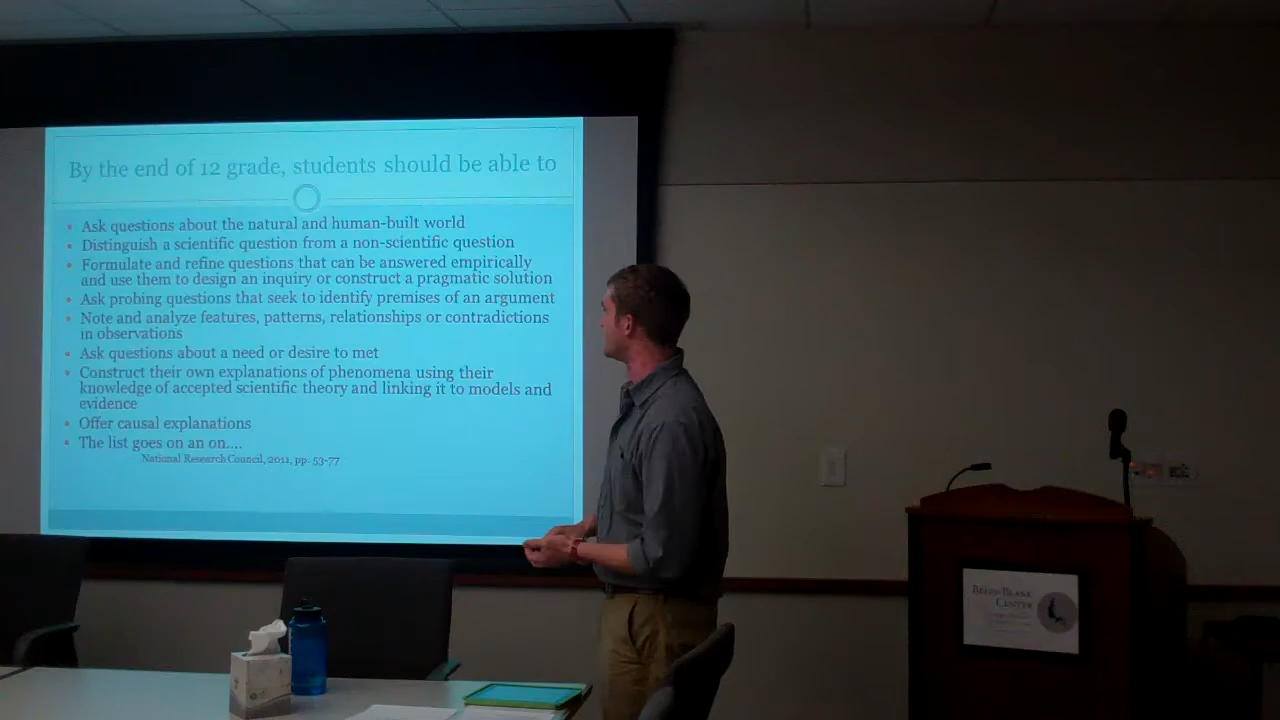 By the end of 12 grade, students should be able to
Ask questions about the natural and human-built world
Distinguish a scientific question from a non-scientific question
Formulate and refine questions that can be answered empirically
and use them to design an inquiry or construct a pragmatic solution
Ask probing questions that seek to identify premises of an argument
Note and analyze features, patterns, relationships or contradictions
in observations
Ask questions about a need or desire to met
Construct their own explanations of phenomena using their
knowledge of accepted scientific theory and linking it to models and
evidence
Offer causal explanations
The list goes on an on....
National Research Council, 2011, pp. 53-77
Belin-Blank
Center